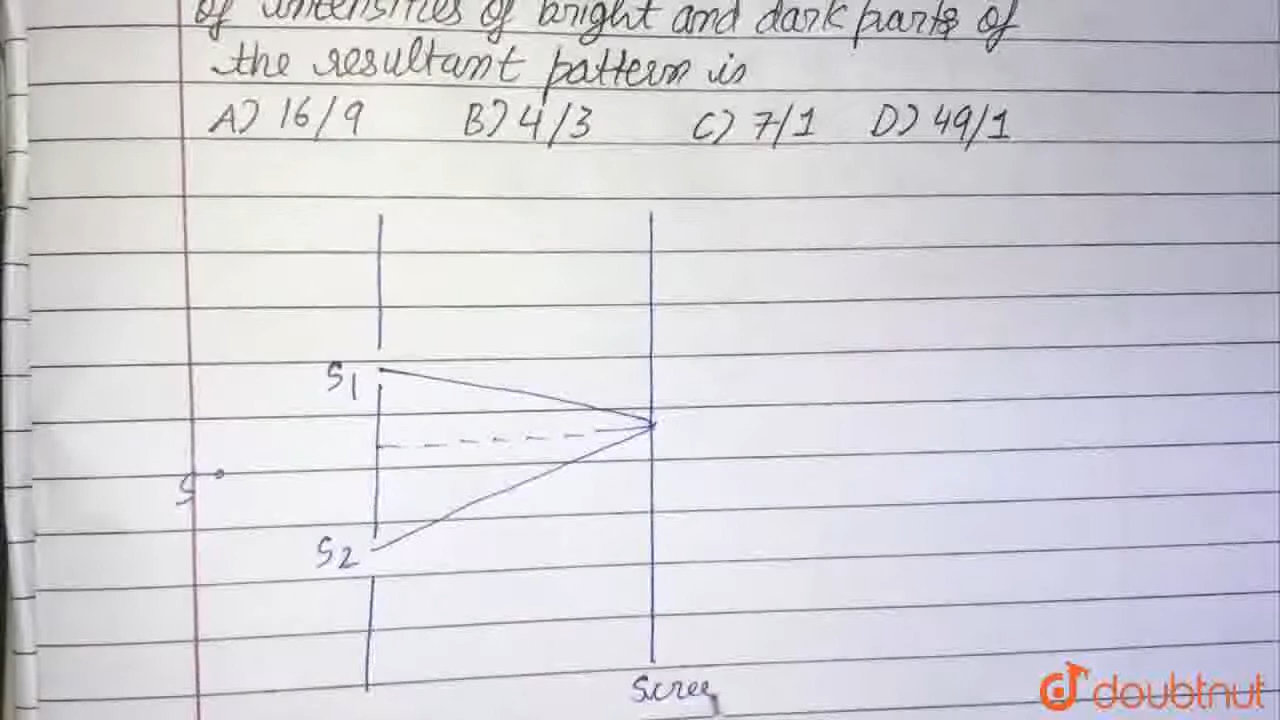 of intensities of bright and dark parts of
the resultant pattern is
A) 16/9 B) 4/3 C) 7/1 D) 49/1
S1
S
S2
Screen
doubtnut